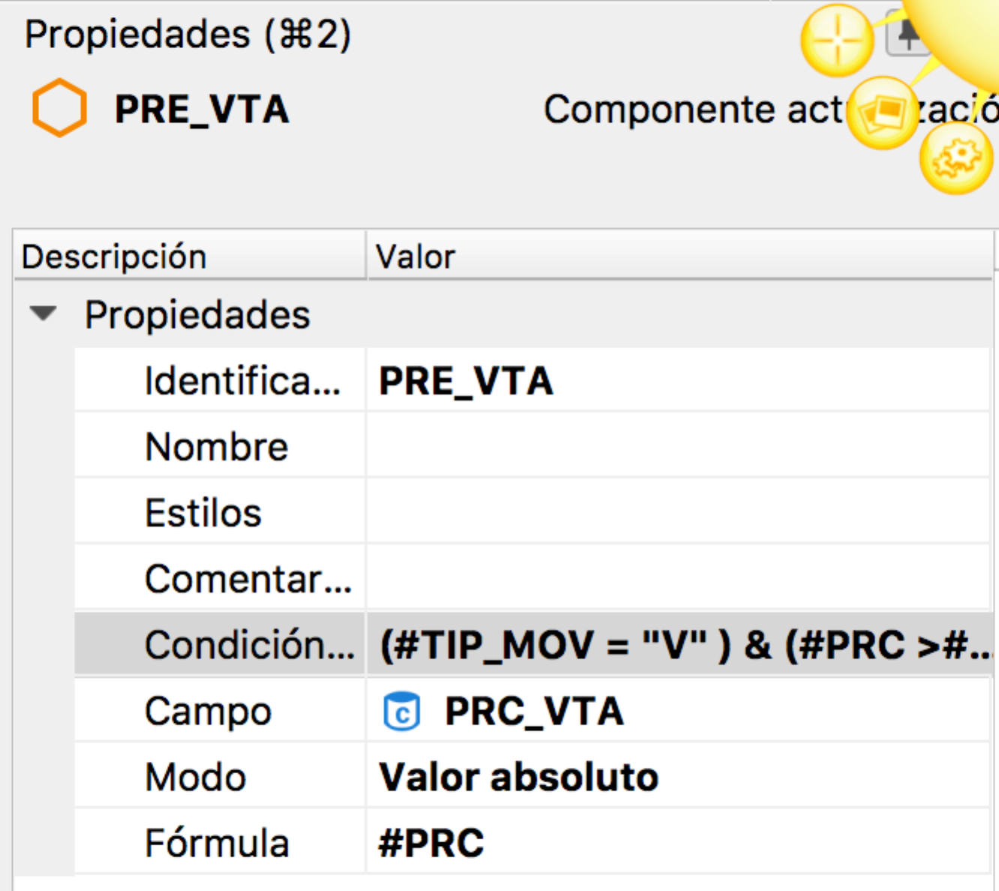 Propiedades (⌘2)
PRE_VTA Componente act zació
Descripción Valor
Propiedades
Identifica... PRE_VTA
Nombre
Estilos
Comentar...
Condición... (#TIP_MOV = "V" ) & (#PRC >#...
Campo c PRC_VTA
Modo Valor absoluto
Fórmula #PRC